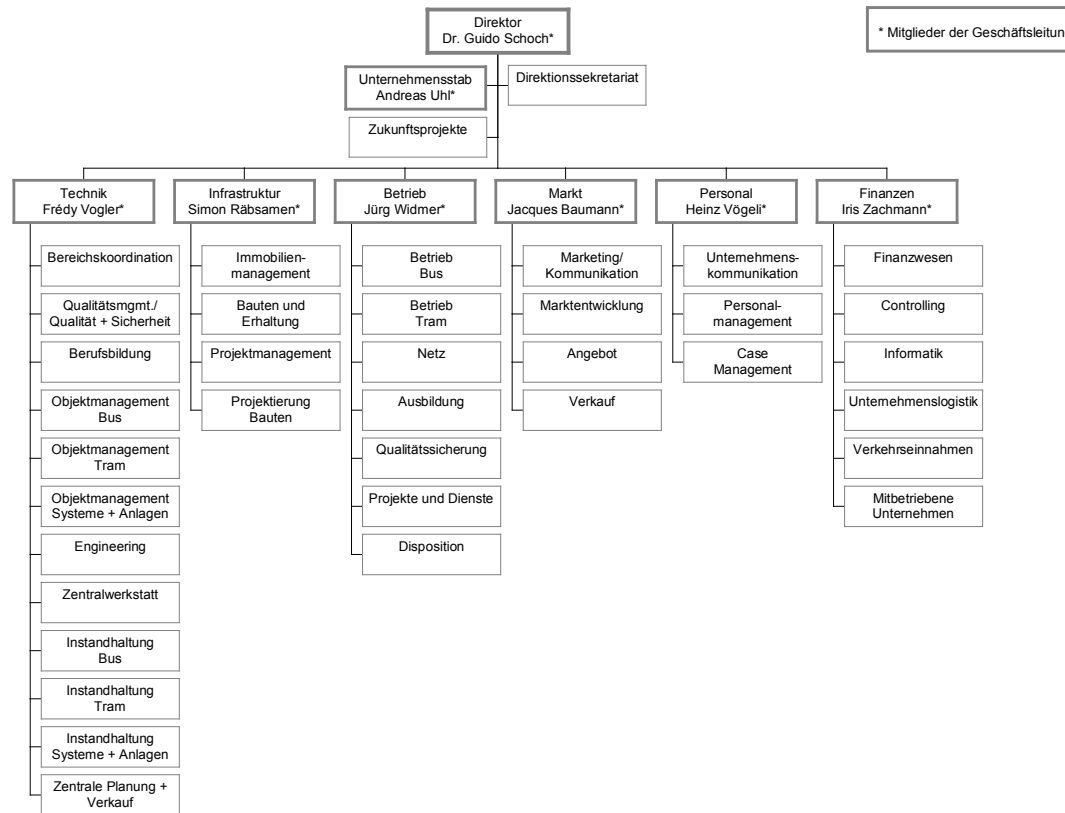 Direktor
Dr. Guido Schoch*
* Mitglieder der Geschäftsleitun
Unternehmensstab
Andreas Uhl*
Direktionssekretariat
Zukunftsprojekte
Technik
Frédy Vogler*
Infrastruktur
Simon Räbsamen*
Betrieb
Jürg Widmer*
Markt
Jacques Baumann*
Personal
Heinz Vögeli*
Finanzen
Iris Zachmann*
Bereichskoordination
Qualitätsmgmt./
Qualität + Sicherheit
Berufsbildung
Objektmanagement
Bus
Objektmanagement
Tram
Objektmanagement
Systeme + Anlagen
Engineering
Zentralwerkstatt
Instandhaltung
Bus
Instandhaltung
Tram
Instandhaltung
Systeme + Anlagen
Zentrale Planung +
Verkauf
Immobilien-
management
Bauten und
Erhaltung
Projektmanagement
Projektierung
Bauten
Betrieb
Bus
Betrieb
Tram
Netz
Ausbildung
Qualitätssicherung
Projekte und Dienste
Disposition
Marketing/
Kommunikation
Marktentwicklung
Angebot
Verkauf
Unternehmens-
kommunikation
Personal-
management
Case
Management
Finanzwesen
Controlling
Informatik
Unternehmenslogistik
Verkehrseinnahmen
Mitbetriebene
Unternehmen